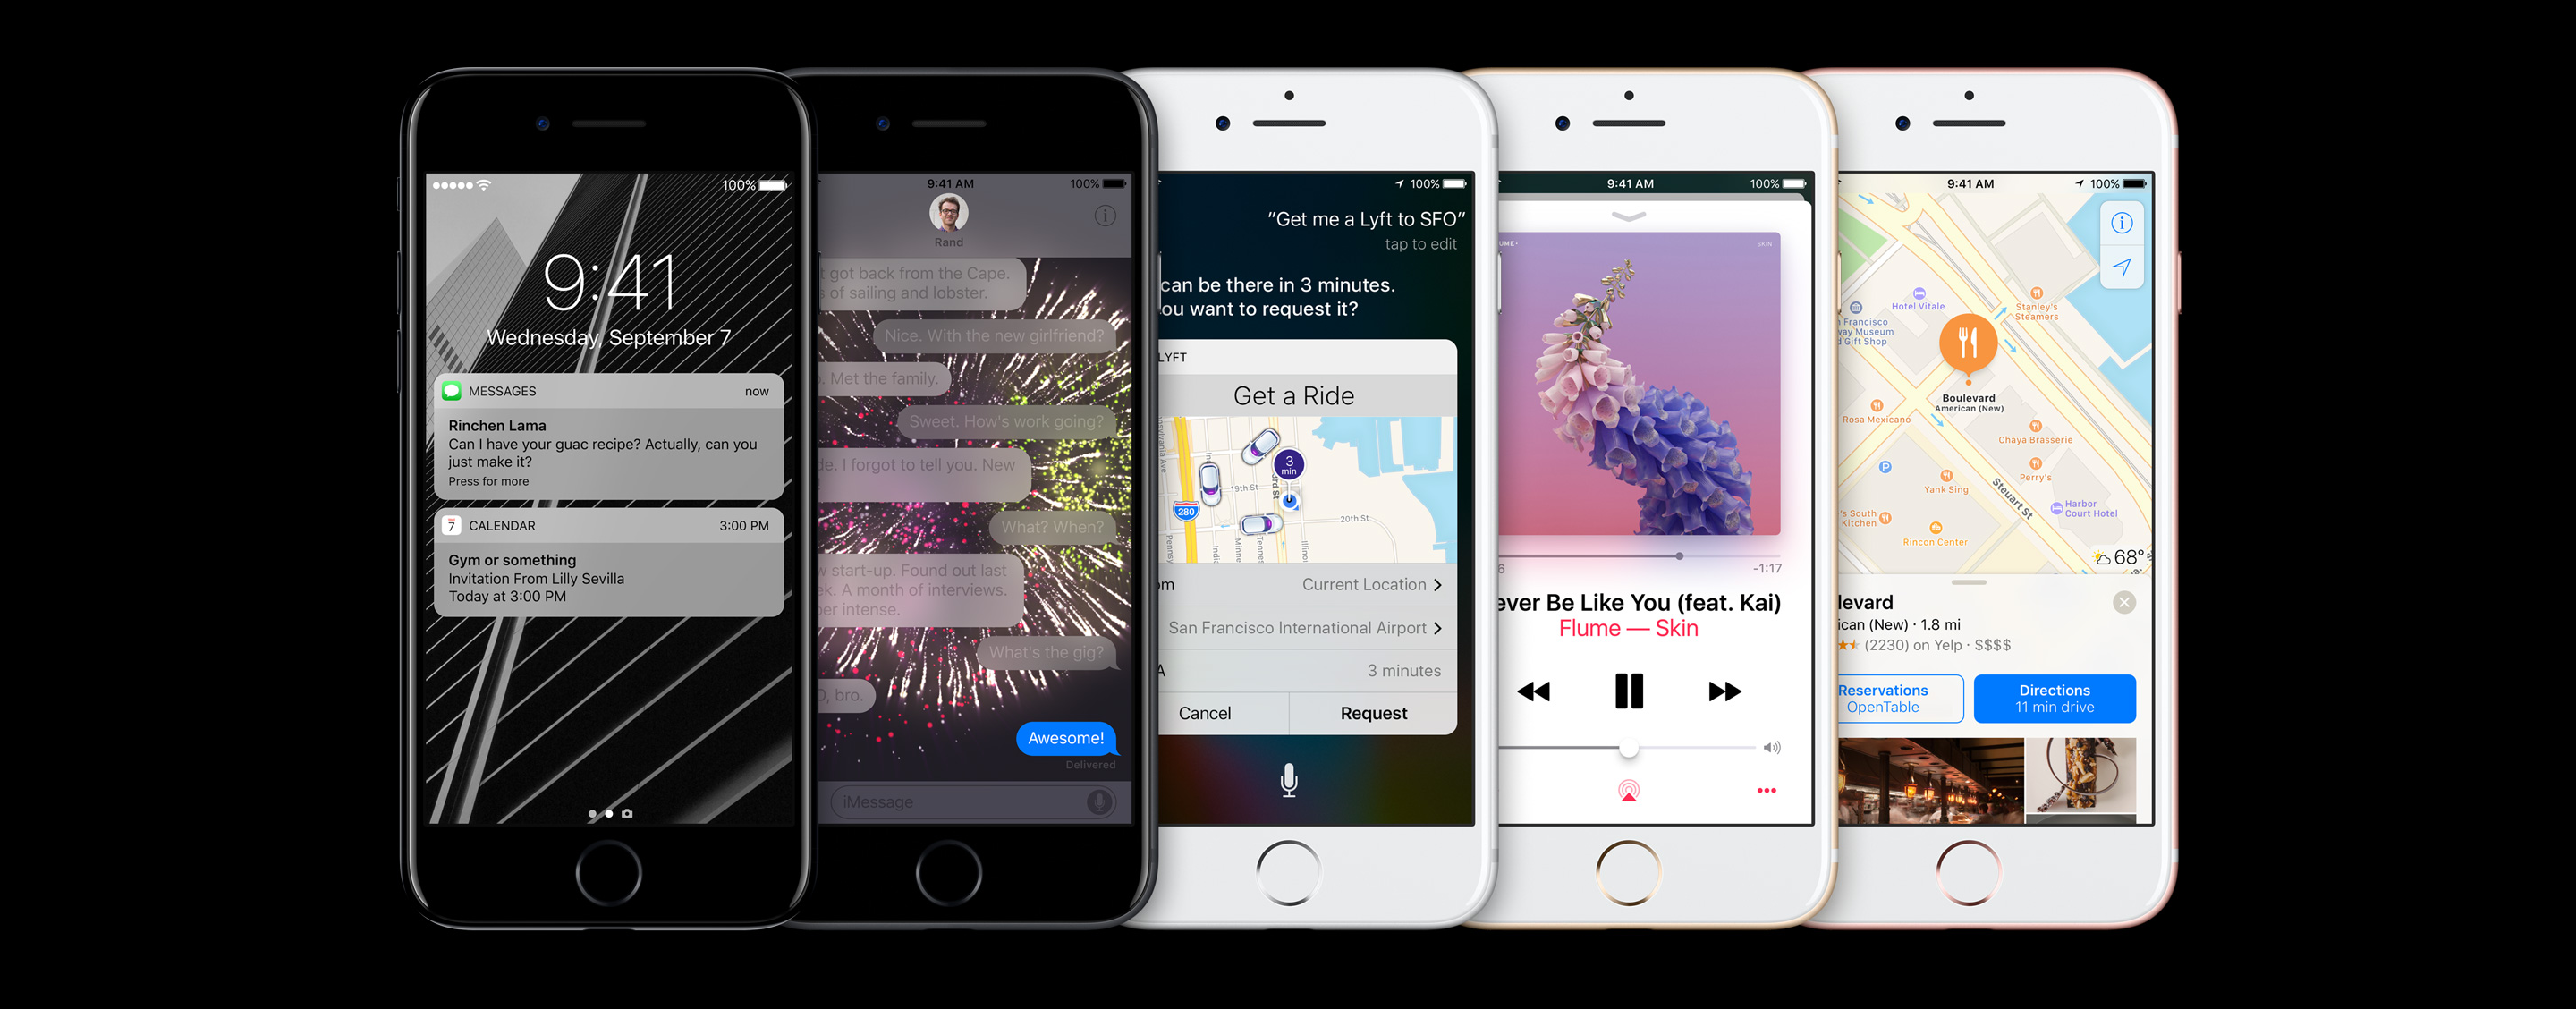 100%
9:41
Wednesday, September 7
MESSAGES now
Rinchen Lama
Can I have your guac recipe? Actually, can you
just make it?
Press for more
7 CALENDAR 3:00 PM
Gym or something
Invitation From Lilly Sevilla
Today at 3:00 PM
9:41 AM 100%
Rand
got back from the Cape.
of sailing and lobster.
Nice. With the new girlfriend?
Met the family.
Sweet. How's work going?
I forgot to tell you. New
What? When?
start-up. Found out last
A month of interviews.
intense.
What's the gig?
bro.
Awesome!
Delivered
iMessage
100%
"Get me a Lyft to SFO"
tap to edit
can be there in 3 minutes.
want to request it?
LYFT
Get a Ride
3
min
19th St
280
20th St
Current Location
San Francisco International Airport
3 minutes
Cancel Request
9:41 AM 100%
SKIN
-1:17
ever Be Like You (feat. Kai)
Flume — Skin
9:41 AM 100%
Hotel Vitale
Stanley's
Steamers
Francisco
way Museum
Gift Shop
Boulevard
American (New)
Rosa Mexicano
Chaya Brasserie
P
Perry's
Yank Sing
Steuart St
Harbor
Court Hotel
's South
Kitchen
Rincon Center
68°
levard
ican (New) · 1.8 mi
(2230) on Yelp · $$$$
Reservations
OpenTable
Directions
11 min drive